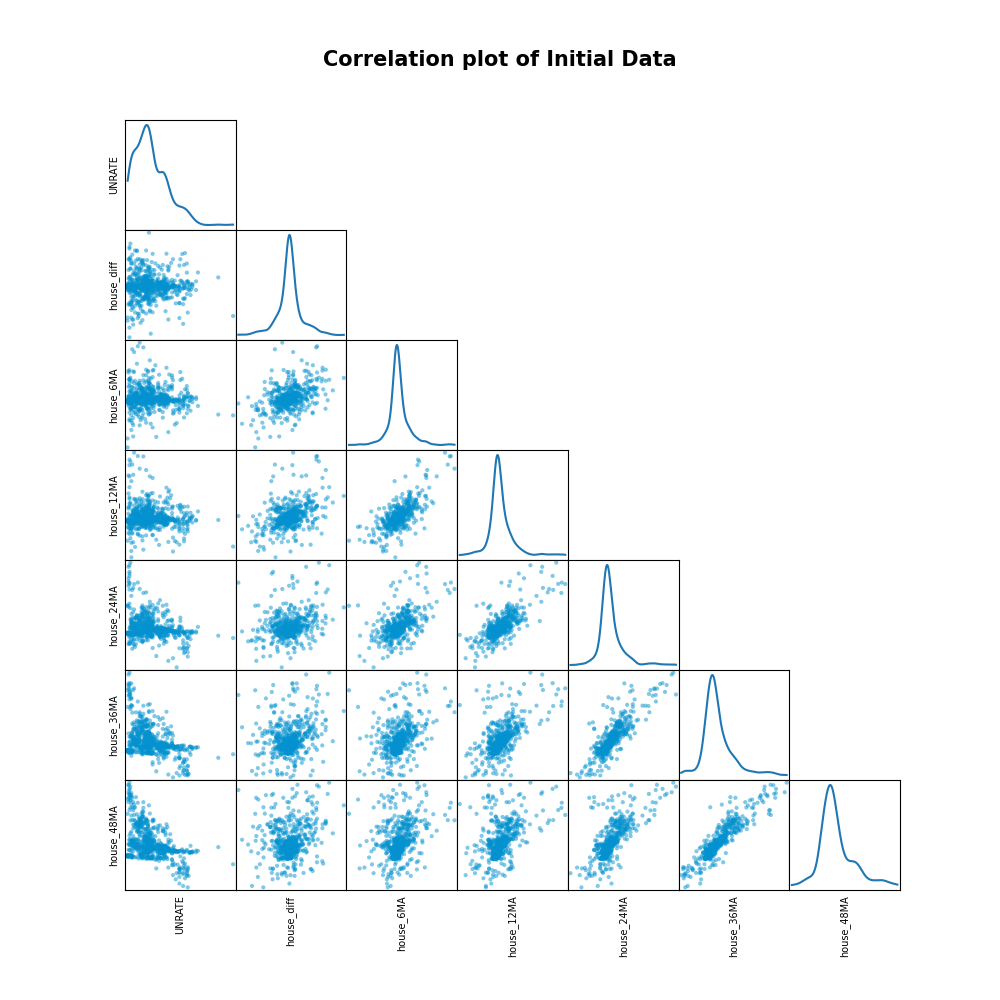 Correlation plot of Initial Data
UNRATE
house_diff
house_6MA
house_12MA
house_24MA
house_36MA
house_48MA
UNRATE
house_diff
house_6MA
house_12MA
house_24MA
house_36MA
house_48MA